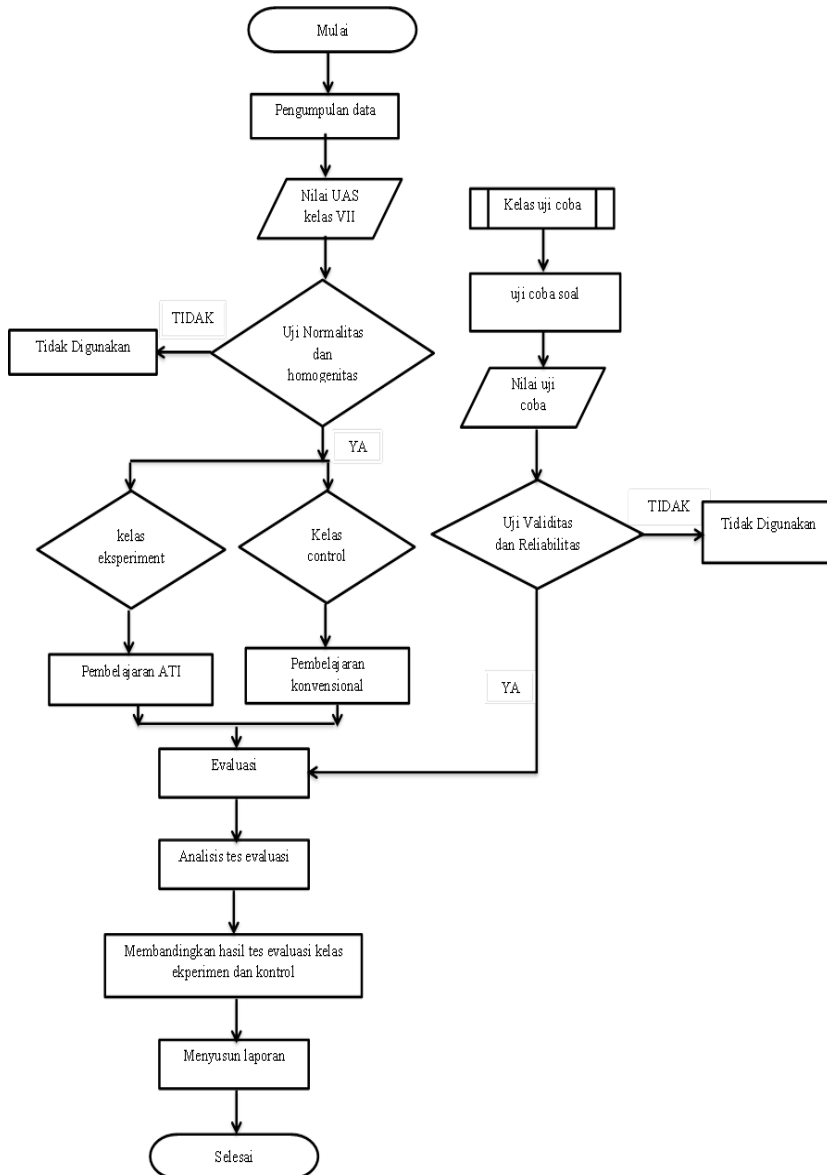 Mulai
Pengumpulan data
Nilai UAS
kelas VII
Kelas uji coba
uji coba soal
TIDAK
Tidak Digunakan
Uji Normalitas
dan
homogenitas
Nilai uji
coba
YA
kelas
eksperiment
Kelas
control
Uji Validitas
dan Reliabilitas
TIDAK
Tidak Digunakan
Pembelajaran ATI
Pembelajaran
konvensional
YA
Evaluasi
Analisis tes evaluasi
Membandingkan hasil tes evaluasi kelas
ekperimen dan kontrol
Menyusun laporan
Selesai